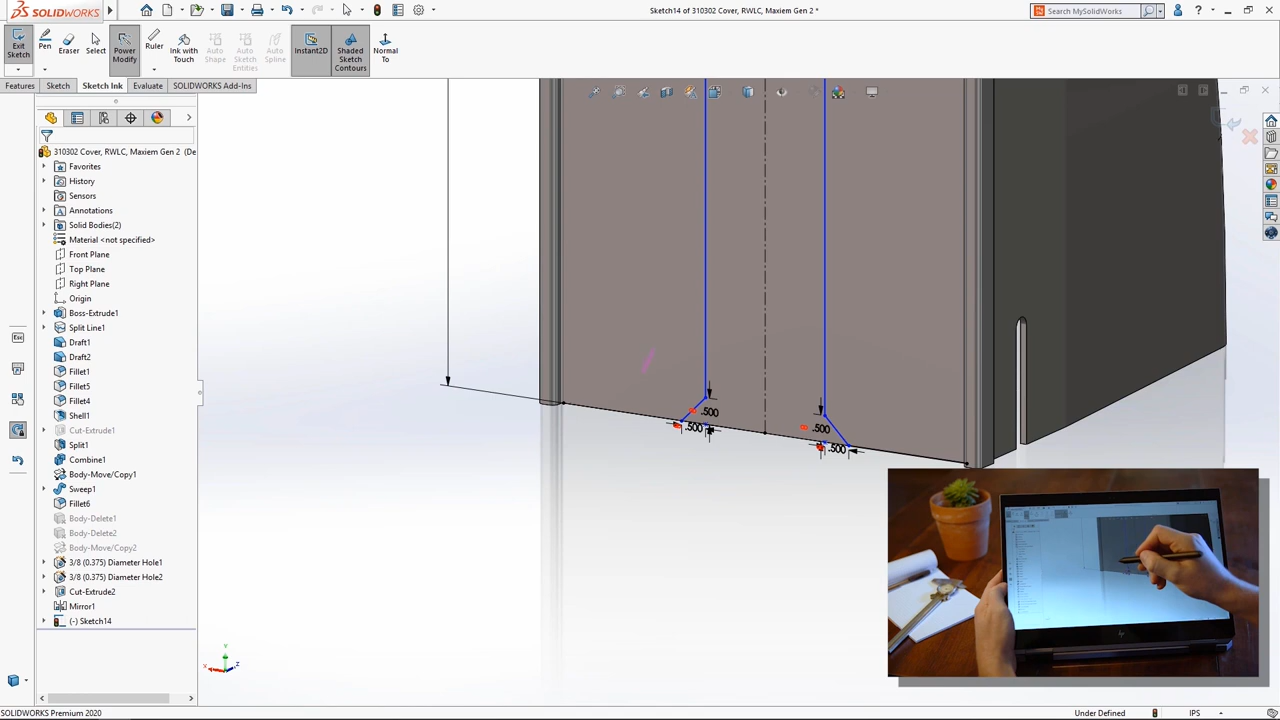 SOLIDWORKS
Sketch14 of 310302 Cover, RWLC, Maxiem Gen 2 *
Search MySolidWorks
Exit Sketch
Pen
Eraser
Select
Power Modify
Ruler
Ink with Touch
Auto Shape
Auto Sketch Entities
Auto Spline
Instant2D
Shaded Sketch Contours
Normal To
Features
Sketch
Sketch Ink
Evaluate
SOLIDWORKS Add-Ins
310302 Cover, RWLC, Maxiem Gen 2 (De
Favorites
History
Sensors
Annotations
Solid Bodies(2)
Material <not specified>
Front Plane
Top Plane
Right Plane
Origin
Boss-Extrude1
Split Line1
Draft1
Draft2
Fillet1
Fillet5
Fillet4
Shell1
Cut-Extrude1
Split1
Combine1
Body-Move/Copy1
Sweep1
Fillet6
Body-Delete1
Body-Delete2
Body-Move/Copy2
3/8 (0.375) Diameter Hole1
3/8 (0.375) Diameter Hole2
Cut-Extrude2
Mirror1
(-) Sketch14
Esc
.500
.500
.500
.500
Y
X
Z
SOLIDWORKS Premium 2020
Under Defined
IPS